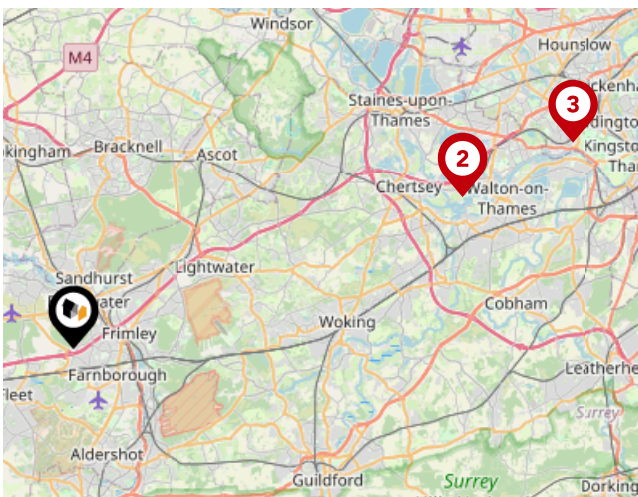 Windsor
M4
Hounslow
3
Staines-upon-
Thames
Kingst
2
Bracknell
Ascot
Chertsey
Walton-on-
Thames
Sandhurst
Lightwater
Cobham
Frimley
Woking
Farnborough
Leatherhe
Fleet
Surrey
Aldershot
Guildford
Surrey
Dorking